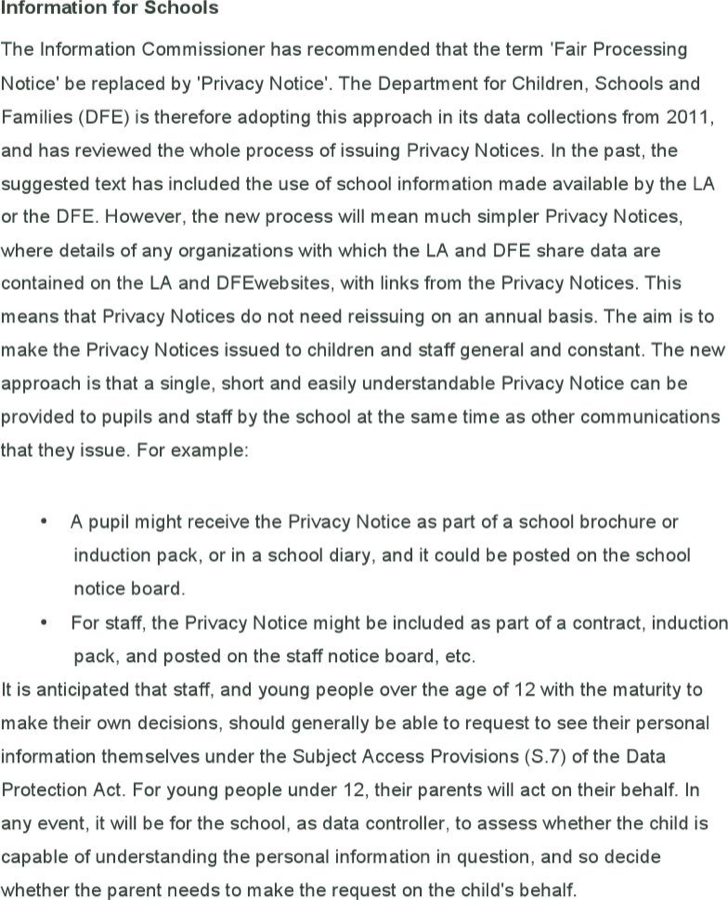 Information for Schools
The Information Commissioner has recommended that the term 'Fair Processing
Notice' be replaced by 'Privacy Notice'. The Department for Children, Schools and
Families (DFE) is therefore adopting this approach in its data collections from 2011,
and has reviewed the whole process of issuing Privacy Notices. In the past, the
suggested text has included the use of school information made available by the LA
or the DFE. However, the new process will mean much simpler Privacy Notices,
where details of any organizations with which the LA and DFE share data are
contained on the LA and DFEwebsites, with links from the Privacy Notices. This
means that Privacy Notices do not need reissuing on an annual basis. The aim is to
make the Privacy Notices issued to children and staff general and constant. The new
approach is that a single, short and easily understandable Privacy Notice can be
provided to pupils and staff by the school at the same time as other communications
that they issue. For example:
• A pupil might receive the Privacy Notice as part of a school brochure or
induction pack, or in a school diary, and it could be posted on the school
notice board.
• For staff, the Privacy Notice might be included as part of a contract, induction
pack, and posted on the staff notice board, etc.
It is anticipated that staff, and young people over the age of 12 with the maturity to
make their own decisions, should generally be able to request to see their personal
information themselves under the Subject Access Provisions (S.7) of the Data
Protection Act. For young people under 12, their parents will act on their behalf. In
any event, it will be for the school, as data controller, to assess whether the child is
capable of understanding the personal information in question, and so decide
whether the parent needs to make the request on the child's behalf.